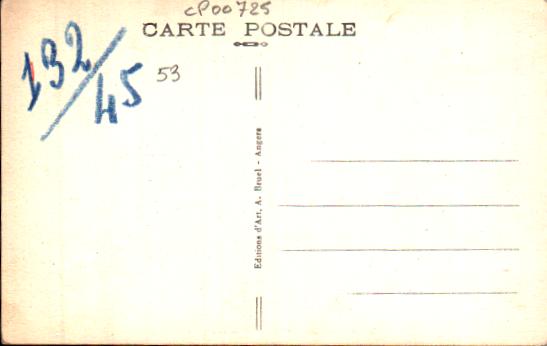 CP00725
CARTE POSTALE
132/45
53
Editions d'Art, A. Bruel - Angers